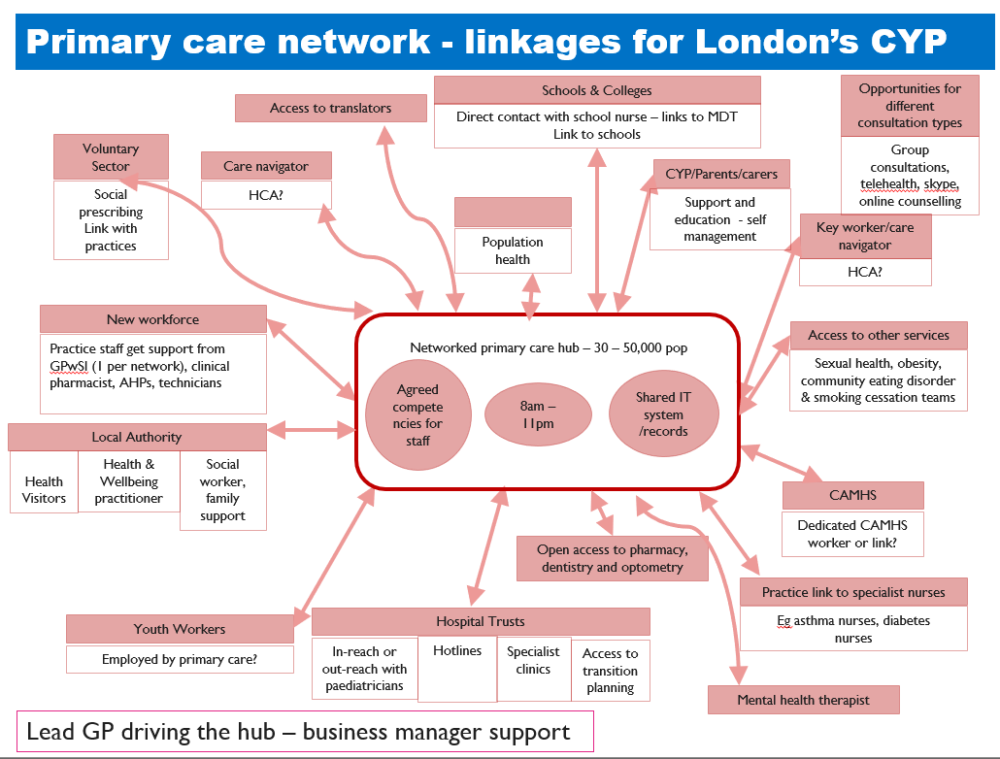 Primary care network - linkages for London's CYP
Access to translators
Schools & Colleges
Direct contact with school nurse – links to MDT
Link to schools
Opportunities for
different
consultation types
Group
consultations,
telehealth, skype,
online counselling
Voluntary
Sector
Social
prescribing
Link with
practices
Care navigator
HCA?
Population
health
CYP/Parents/carers
Support and
education - self
management
Key worker/care
navigator
HCA?
New workforce
Practice staff get support from
GPwSI (1 per network), clinical
pharmacist, AHPs, technicians
Networked primary care hub – 30 – 50,000 pop
Agreed
compete
ncies for
staff
8am –
11pm
Shared IT
system
/records
Access to other services
Sexual health, obesity,
community eating disorder
& smoking cessation teams
Local Authority
Health
Visitors
Health &
Wellbeing
practitioner
Social
worker,
family
support
CAMHS
Dedicated CAMHS
worker or link?
Open access to pharmacy,
dentistry and optometry
Practice link to specialist nurses
Eg asthma nurses, diabetes
nurses
Youth Workers
Employed by primary care?
Hospital Trusts
In-reach or
out-reach with
paediatricians
Hotlines
Specialist
clinics
Access to
transition
planning
Mental health therapist
Lead GP driving the hub – business manager support